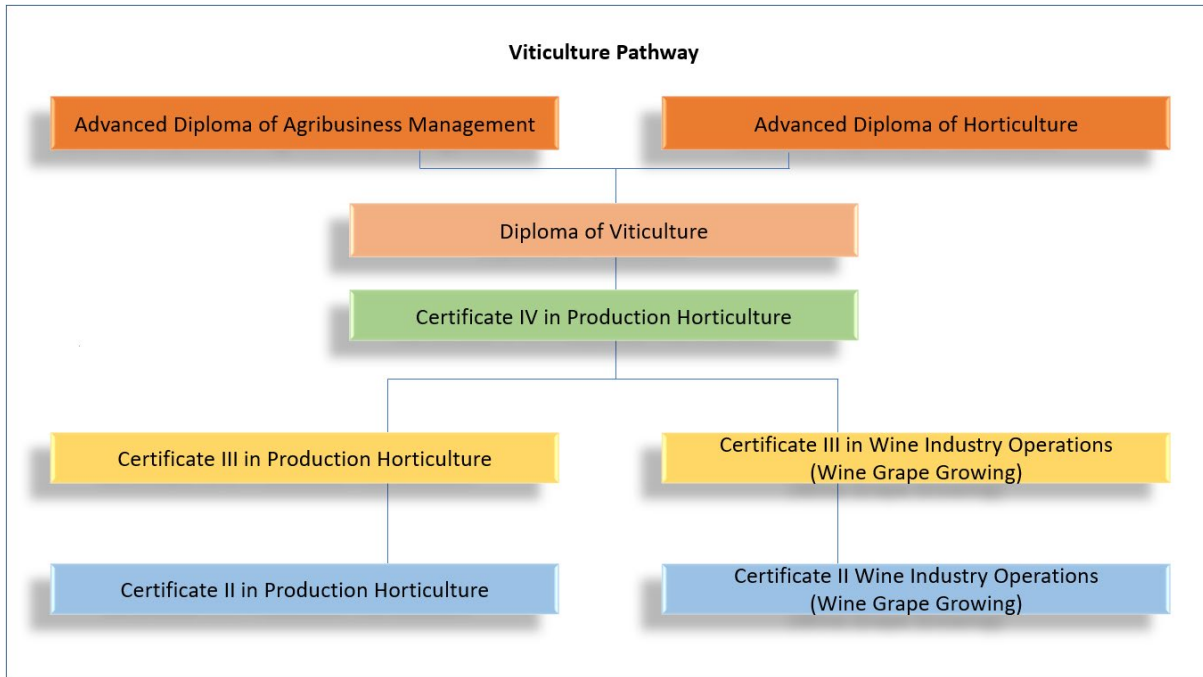 Viticulture Pathway
Advanced Diploma of Agribusiness Management
Advanced Diploma of Horticulture
Diploma of Viticulture
Certificate IV in Production Horticulture
Certificate III in Production Horticulture
Certificate III in Wine Industry Operations
(Wine Grape Growing)
Certificate II in Production Horticulture
Certificate II Wine Industry Operations
(Wine Grape Growing)